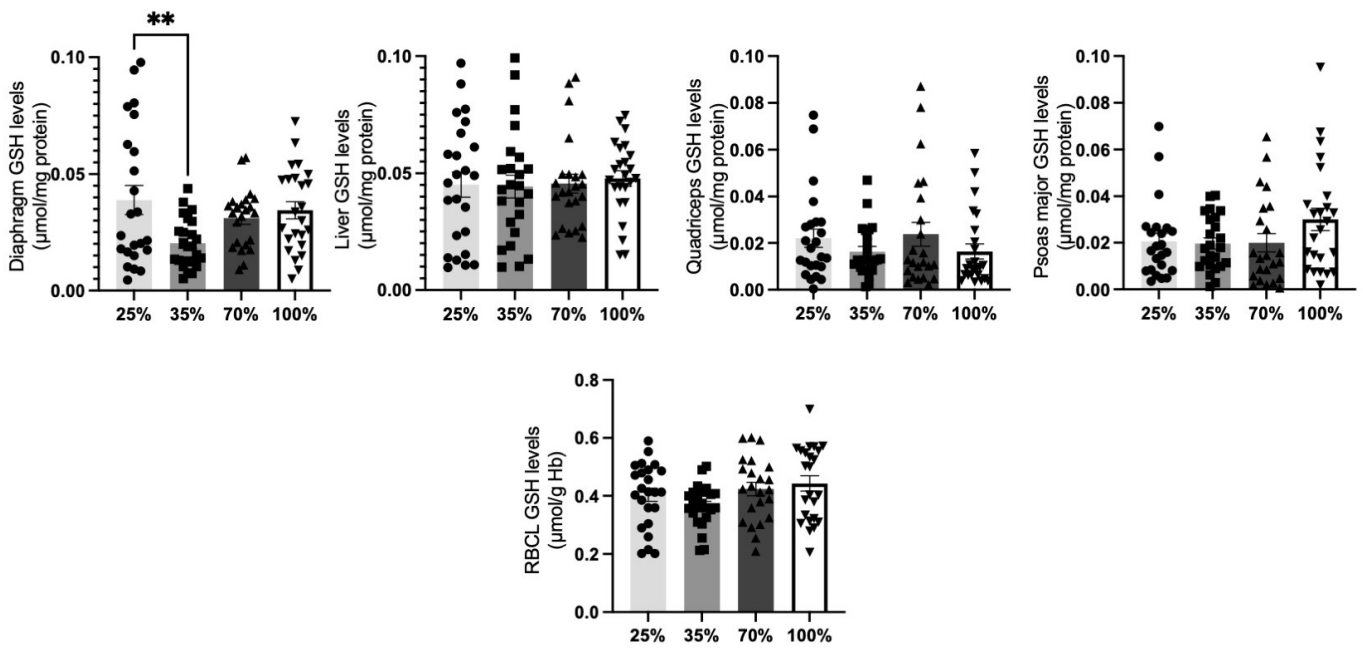 **
Diaphragm GSH levels
(µmol/mg protein)
0.10
0.05
0.00
25% 35% 70% 100%
Liver GSH levels
(µmol/mg protein)
0.10
0.05
0.00
25% 35% 70% 100%
Quadriceps GSH levels
(µmol/mg protein)
0.10
0.08
0.06
0.04
0.02
0.00
25% 35% 70% 100%
Psoas major GSH levels
(µmol/mg protein)
0.10
0.08
0.06
0.04
0.02
0.00
25% 35% 70% 100%
RBCL GSH levels
(µmol/g Hb)
0.8
0.6
0.4
0.2
0.0
25% 35% 70% 100%